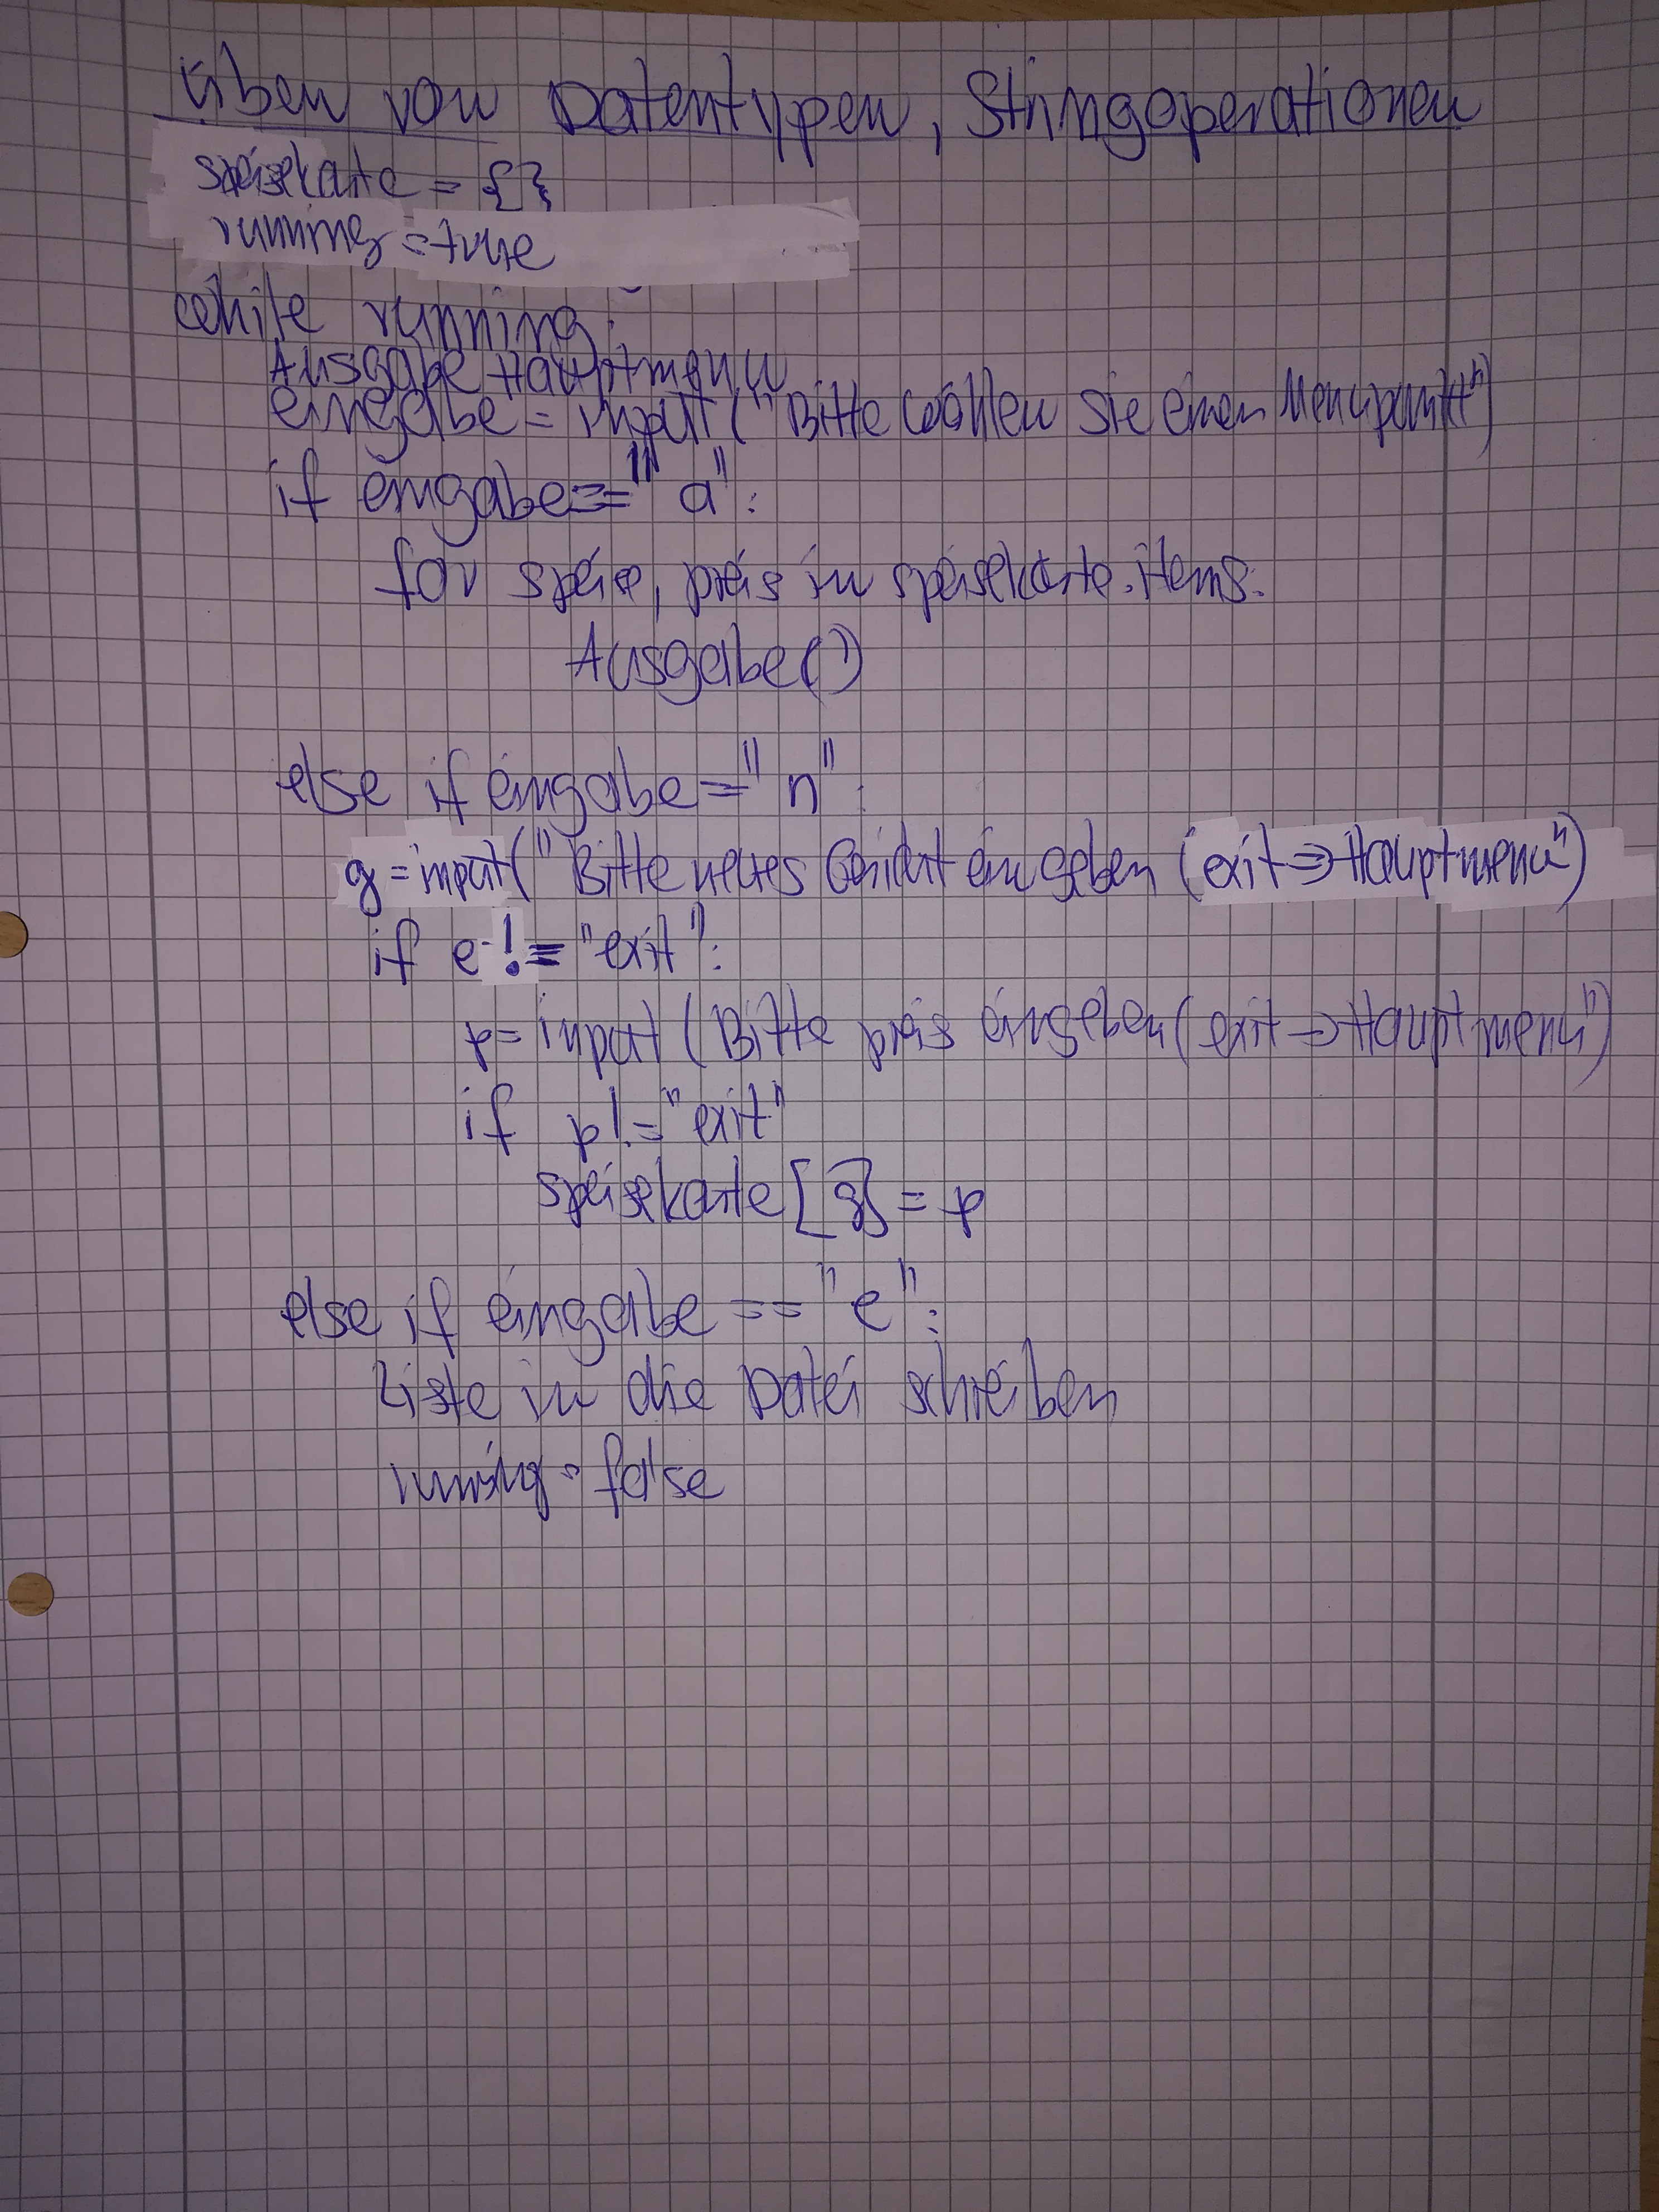 Üben von Datentypen, Stringoperationen
speisekarte = {}
running = true
while running:
Ausgabe Hauptmenu
eingabe = input("Bitte wählen Sie einen Menupunkt")
if eingabe == "a":
for speise, preis in speisekarte.items:
Ausgabe()
else if eingabe = "n":
g = input("Bitte neues Gericht eingeben (exit => Hauptmenu")
if e != "exit":
p = input (Bitte preis eingeben (exit => Hauptmenu")
if p != "exit"
speisekarte [g] = p
else if eingabe == "e":
Liste in die Datei schreiben
running = false